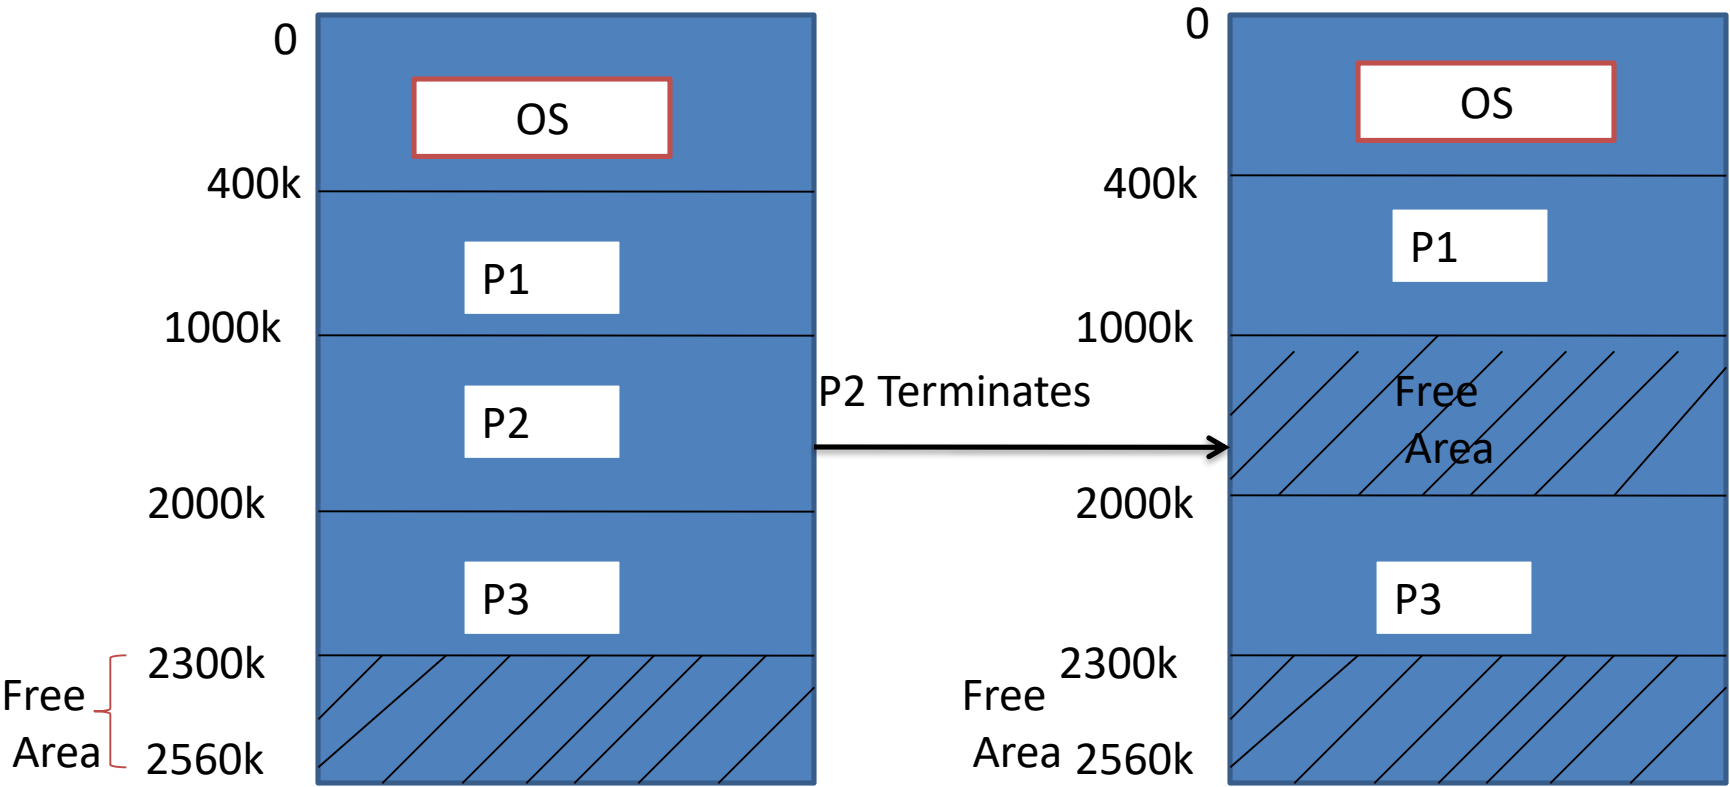 0
OS
400k
P1
1000k
P2
2000k
P3
2300k
Free
Area
2560k
P2 Terminates
0
OS
400k
P1
1000k
Free
Area
2000k
P3
2300k
Free
Area
2560k